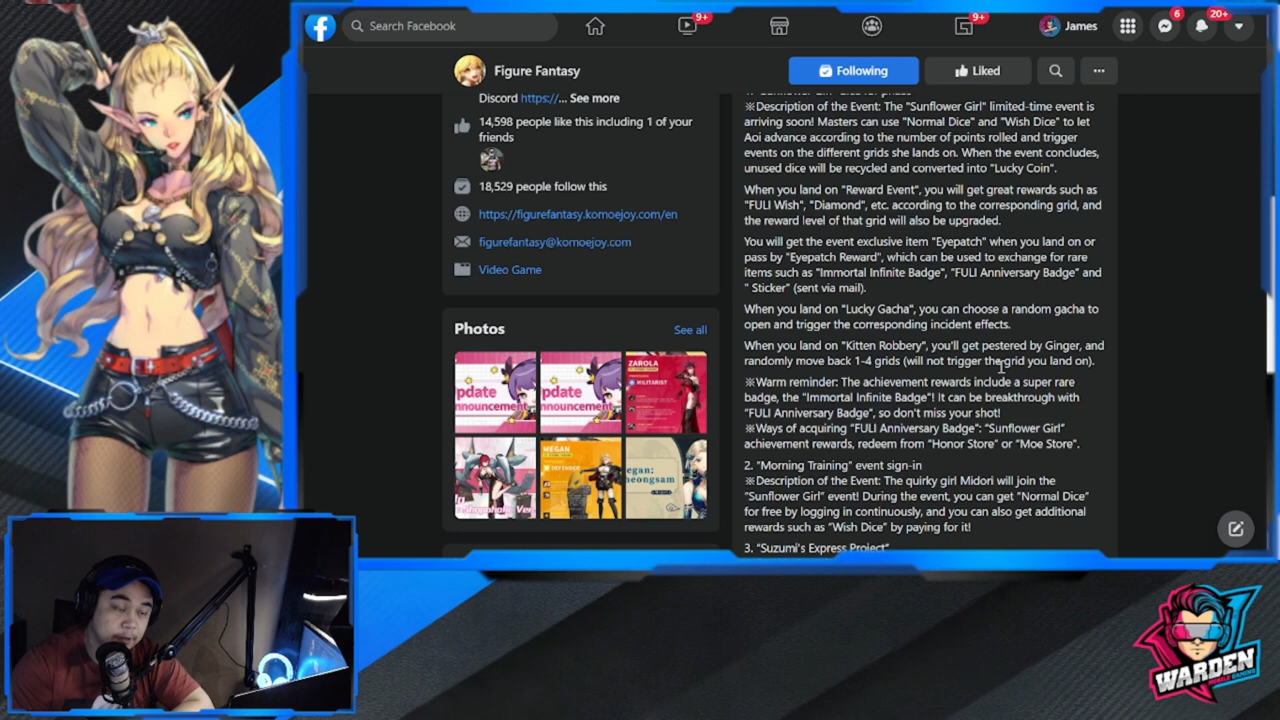 Search Facebook
9+
9+
James
6
20+
Figure Fantasy
Following
Liked
Discord https://... See more
14,598 people like this including 1 of your
friends
18,529 people follow this
https://figurefantasy.komoejoy.com/en
figurefantasy@komoejoy.com
Video Game
Photos
See all
pdate
nnouncement
pdate
nnouncement
ZAROLA
MILITARIST
MEGAN
DEFENDER
egan:
heongsam
※Description of the Event: The "Sunflower Girl" limited-time event is
arriving soon! Masters can use "Normal Dice" and "Wish Dice" to let
Aoi advance according to the number of points rolled and trigger
events on the different grids she lands on. When the event concludes,
unused dice will be recycled and converted into "Lucky Coin".
When you land on "Reward Event", you will get great rewards such as
"FULI Wish", "Diamond", etc. according to the corresponding grid, and
the reward level of that grid will also be upgraded.
You will get the event exclusive item "Eyepatch" when you land on or
pass by "Eyepatch Reward", which can be used to exchange for rare
items such as "Immortal Infinite Badge", "FULI Anniversary Badge" and
" Sticker" (sent via mail).
When you land on "Lucky Gacha", you can choose a random gacha to
open and trigger the corresponding incident effects.
When you land on "Kitten Robbery", you'll get pestered by Ginger, and
randomly move back 1-4 grids (will not trigger the grid you land on).
※Warm reminder: The achievement rewards include a super rare
badge, the "Immortal Infinite Badge"! It can be breakthrough with
"FULI Anniversary Badge", so don't miss your shot!
※Ways of acquiring "FULI Anniversary Badge": "Sunflower Girl"
achievement rewards, redeem from "Honor Store" or "Moe Store".
2. "Morning Training" event sign-in
※Description of the Event: The quirky girl Midori will join the
"Sunflower Girl" event! During the event, you can get "Normal Dice"
for free by logging in continuously, and you can also get additional
rewards such as "Wish Dice" by paying for it!
3. "Suzumi's Express Project"
WARDEN
MOBILE GAMING